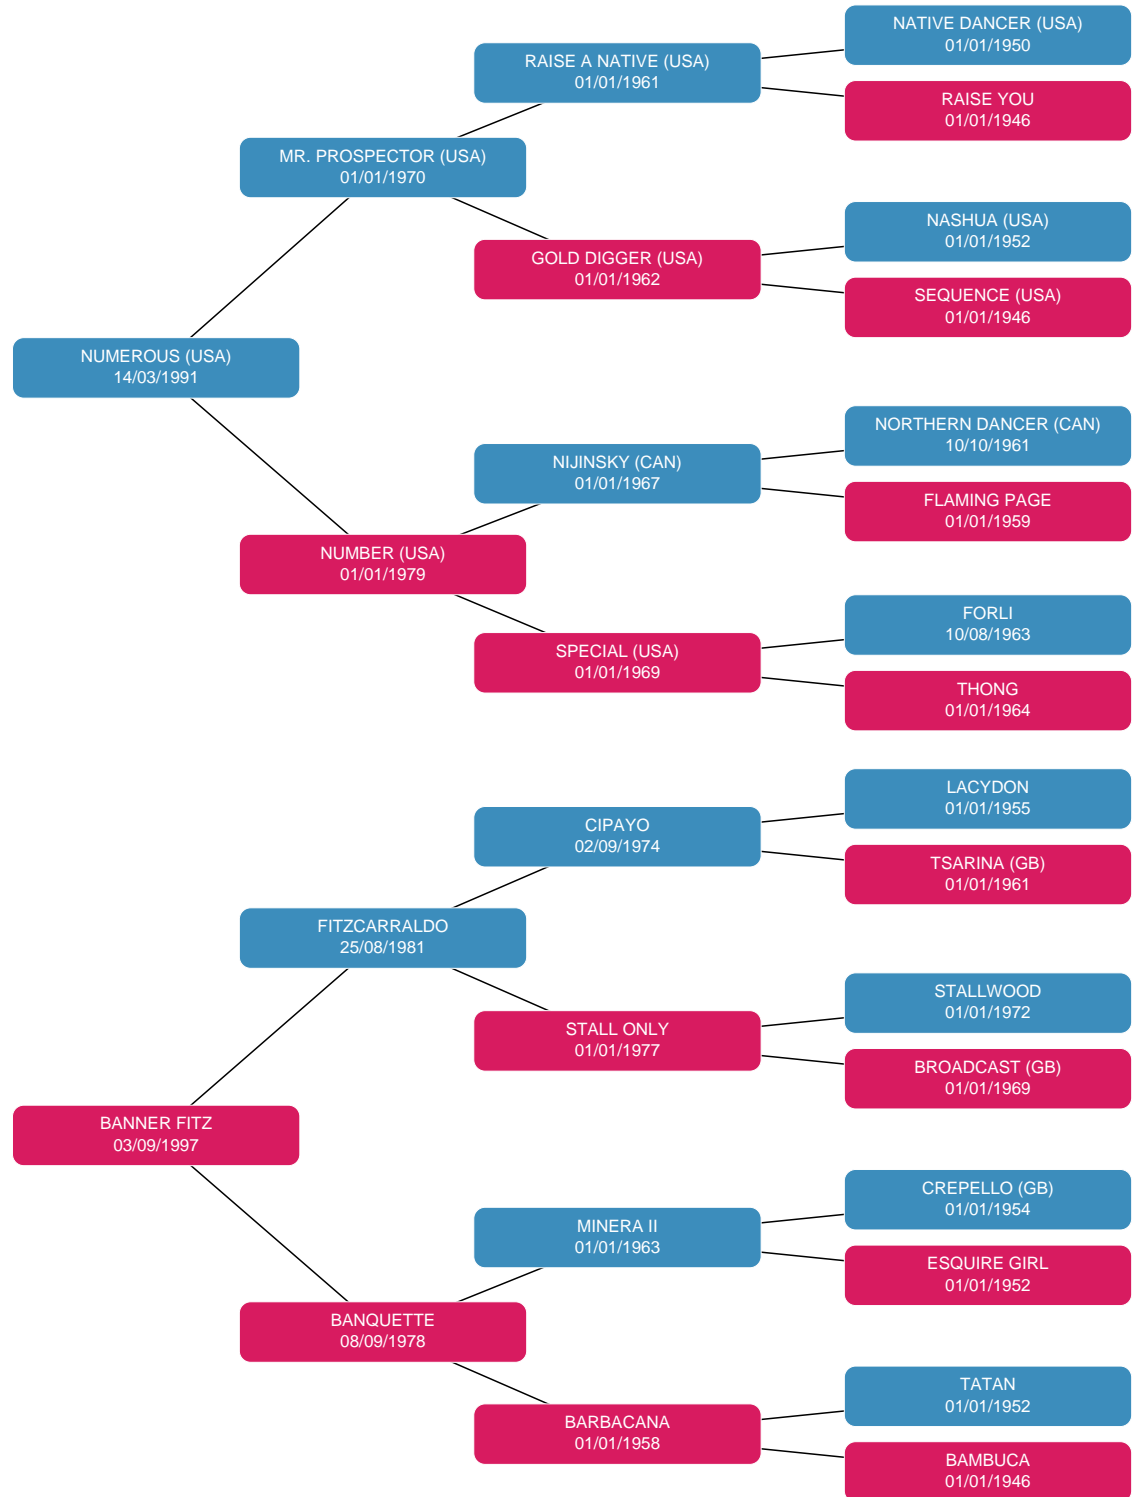 NATIVE DANCER (USA)
01/01/1950
RAISE A NATIVE (USA)
01/01/1961
RAISE YOU
01/01/1946
MR. PROSPECTOR (USA)
01/01/1970
NASHUA (USA)
01/01/1952
GOLD DIGGER (USA)
01/01/1962
SEQUENCE (USA)
01/01/1946
NUMEROUS (USA)
14/03/1991
NORTHERN DANCER (CAN)
10/10/1961
NIJINSKY (CAN)
01/01/1967
FLAMING PAGE
01/01/1959
NUMBER (USA)
01/01/1979
FORLI
10/08/1963
SPECIAL (USA)
01/01/1969
THONG
01/01/1964
LACYDON
01/01/1955
CIPAYO
02/09/1974
TSARINA (GB)
01/01/1961
FITZCARRALDO
25/08/1981
STALLWOOD
01/01/1972
STALL ONLY
01/01/1977
BROADCAST (GB)
01/01/1969
BANNER FITZ
03/09/1997
CREPELLO (GB)
01/01/1954
MINERA II
01/01/1963
ESQUIRE GIRL
01/01/1952
BANQUETTE
08/09/1978
TATAN
01/01/1952
BARBACANA
01/01/1958
BAMBUCA
01/01/1946